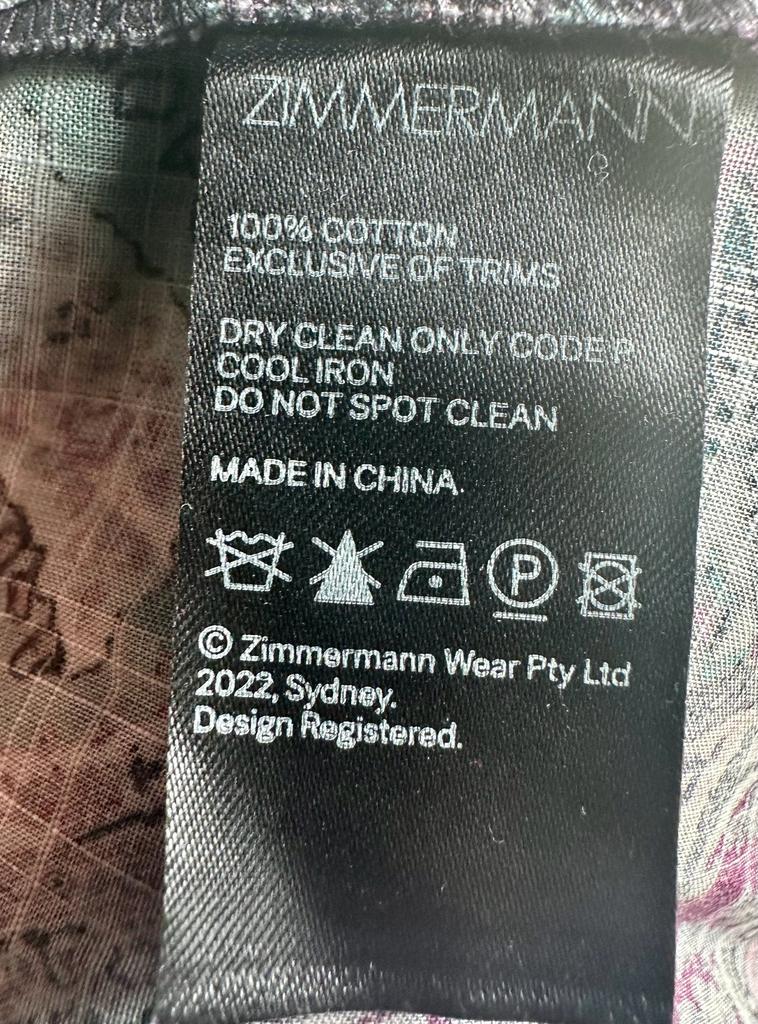 ZIMMERMANN
100% COTTON
EXCLUSIVE OF TRIMS
DRY CLEAN ONLY CODE P
COOL IRON
DO NOT SPOT CLEAN
MADE IN CHINA.
P
© Zimmermann Wear Pty Ltd
2022, Sydney.
Design Registered.